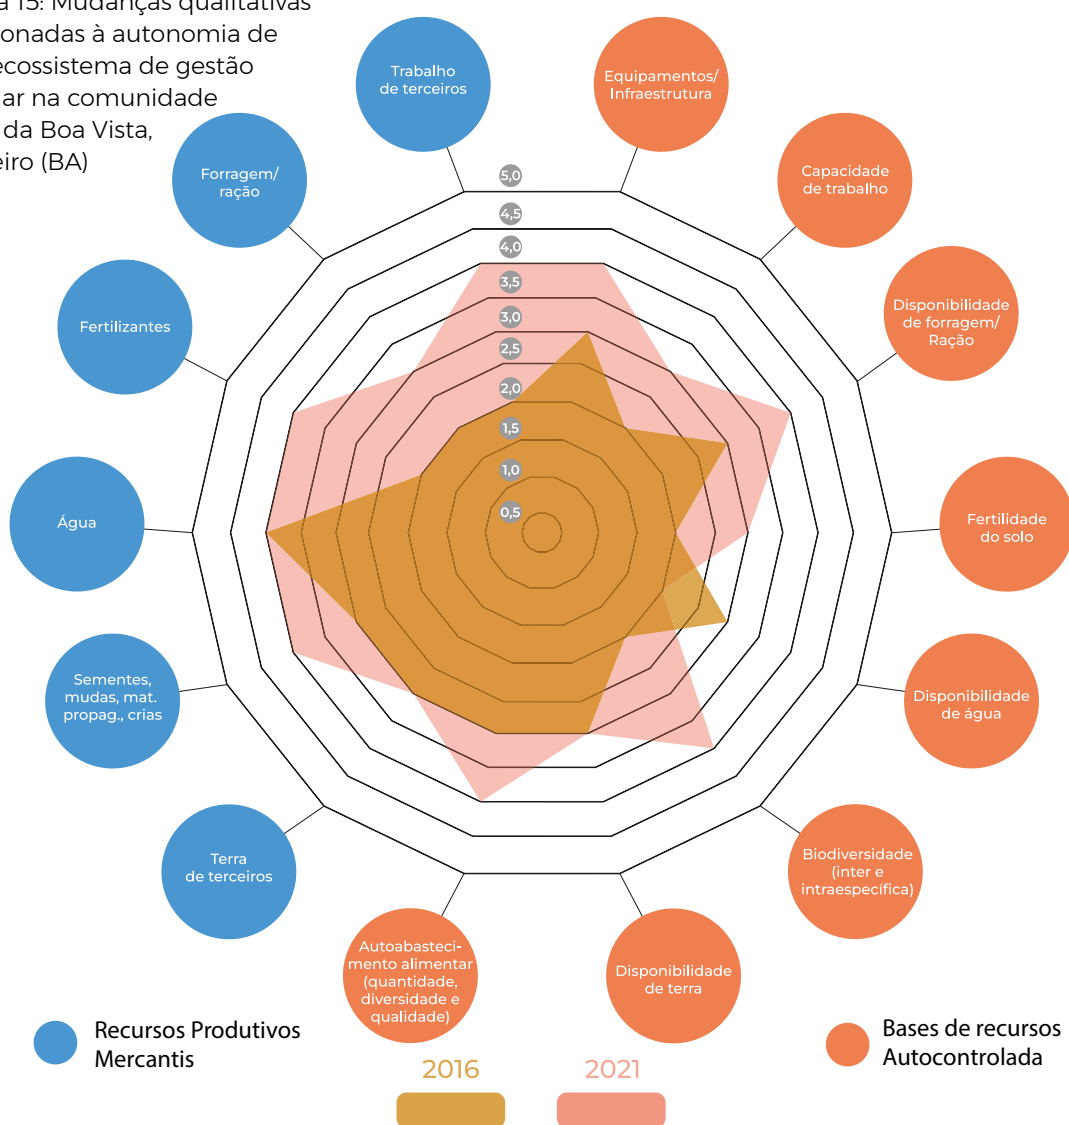 a 15: Mudanças qualitativas
onadas à autonomia de
ecossistema de gestão
ar na comunidade
da Boa Vista,
eiro (BA)
Trabalho
de terceiros
Equipamentos/
Infraestrutura
Forragem/
ração
Capacidade
de trabalho
Fertilizantes
Disponibilidade
de forragem/
Ração
Água
Fertilidade
do solo
Sementes,
mudas, mat.
propag., crias
Disponibilidade
de água
Terra
de terceiros
Biodiversidade
(inter e
intraespecífica)
Autoabasteci-
mento alimentar
(quantidade,
diversidade e
qualidade)
Disponibilidade
de terra
5,0
4,5
4,0
3,5
3,0
2,5
2,0
1,5
1,0
0,5
Recursos Produtivos
Mercantis
Bases de recursos
Autocontrolada
2016
2021